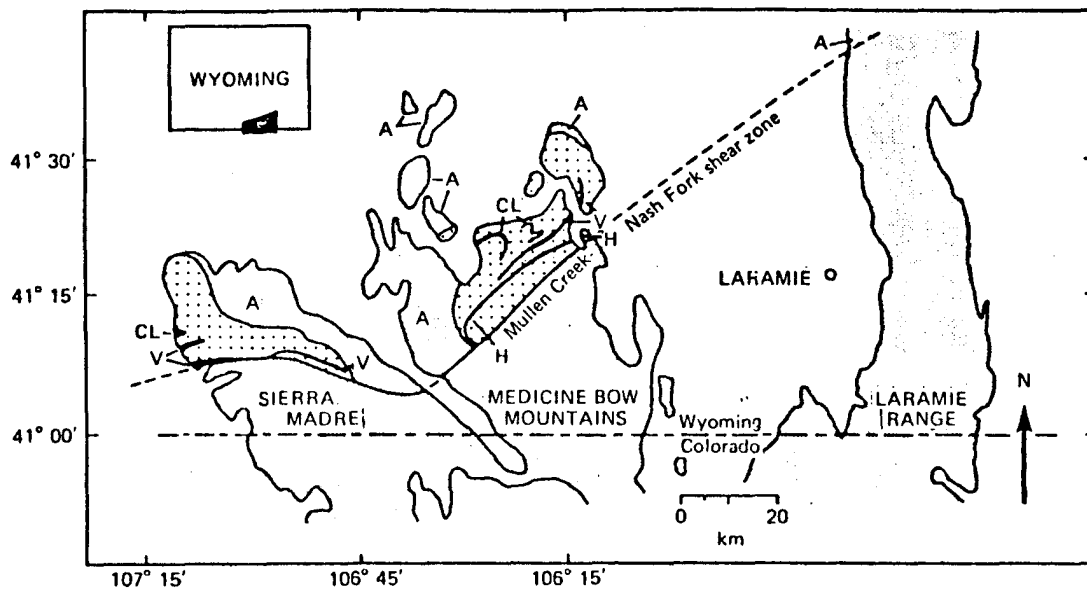 WYOMING
A
A
A
A
A
41° 30'
Nash Fork shear zone
CL
V
H
Mullen Creek
LARAMIE
41° 15'
A
A
CL
V
V
H
SIERRA
MADRE
MEDICINE BOW
MOUNTAINS
LARAMIE
RANGE
N
41° 00'
Wyoming
Colorado
0 20
km
107° 15' 106° 45' 106° 15'